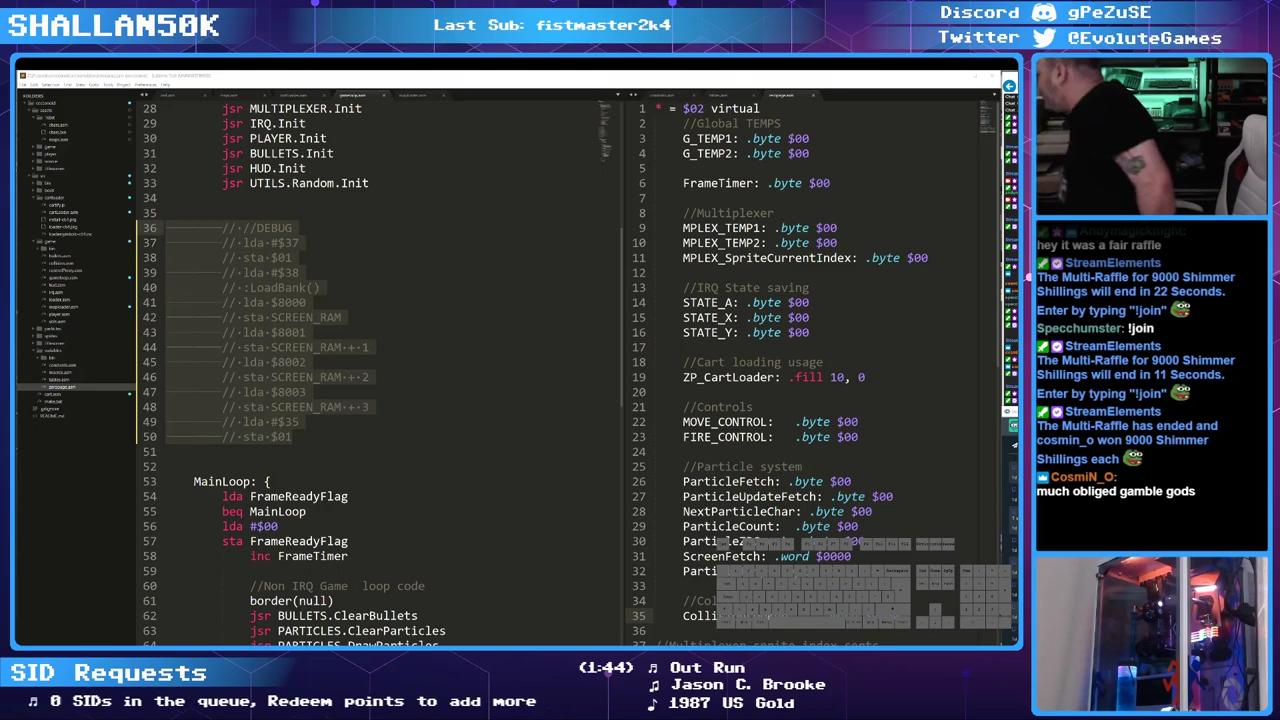 SHALLAN50K
Last Sub: fistmaster2k4
Discord gPeZuSE
Twitter @EvoluteGames
28 jsr MULTIPLEXER.Init
29 jsr IRQ.Init
30 jsr PLAYER.Init
31 jsr BULLETS.Init
32 jsr HUD.Init
33 jsr UTILS.Random.Init
34
35
36 // //DEBUG
37 // lda #$37
38 // sta $01
39 // lda #$38
40 // :LoadBank()
41 // lda $8000
42 // sta SCREEN_RAM
43 // lda $8001
44 // sta SCREEN_RAM + 1
45 // lda $8002
46 // sta SCREEN_RAM + 2
47 // lda $8003
48 // sta SCREEN_RAM + 3
49 // lda #$35
50 // sta $01
51
52
53 MainLoop: {
54 lda FrameReadyFlag
55 beq MainLoop
56 lda #$00
57 sta FrameReadyFlag
58 inc FrameTimer
59
60 //Non IRQ Game loop code
61 border(null)
62 jsr BULLETS.ClearBullets
63 jsr PARTICLES.ClearParticles
64 jsr PARTICLES.DrawParticles
1 * = $02 virtual
2 //Global TEMPS
3 G_TEMP1: .byte $00
4 G_TEMP2: .byte $00
5
6 FrameTimer: .byte $00
7
8 //Multiplexer
9 MPLEX_TEMP1: .byte $00
10 MPLEX_TEMP2: .byte $00
11 MPLEX_SpriteCurrentIndex: .byte $00
12
13 //IRQ State saving
14 STATE_A: .byte $00
15 STATE_X: .byte $00
16 STATE_Y: .byte $00
17
18 //Cart loading usage
19 ZP_CartLoader: .fill 10, 0
20
21 //Controls
22 MOVE_CONTROL: .byte $00
23 FIRE_CONTROL: .byte $00
24
25 //Particle system
26 ParticleFetch: .byte $00
27 ParticleUpdateFetch: .byte $00
28 NextParticleChar: .byte $00
29 ParticleCount: .byte $00
30
31 ScreenFetch: .word $0000
32
33
34
35
37 //Multiplexor sprite index consts
Andymagicknight:
hey it was a fair raffle
StreamElements
The Multi-Raffle for 9000 Shimmer
Shillings will end in 22 Seconds.
Enter by typing "!join"
Specchumster: !join
StreamElements
The Multi-Raffle for 9000 Shimmer
Shillings will end in 11 Seconds.
Enter by typing "!join"
StreamElements
The Multi-Raffle has ended and
cosmin_o won 9000 Shimmer
Shillings each
CosmiN_O:
much obliged gamble gods
SID Requests
0 SIDs in the queue, Redeem points to add more
(1:44) Out Run
Jason C. Brooke
1987 US Gold